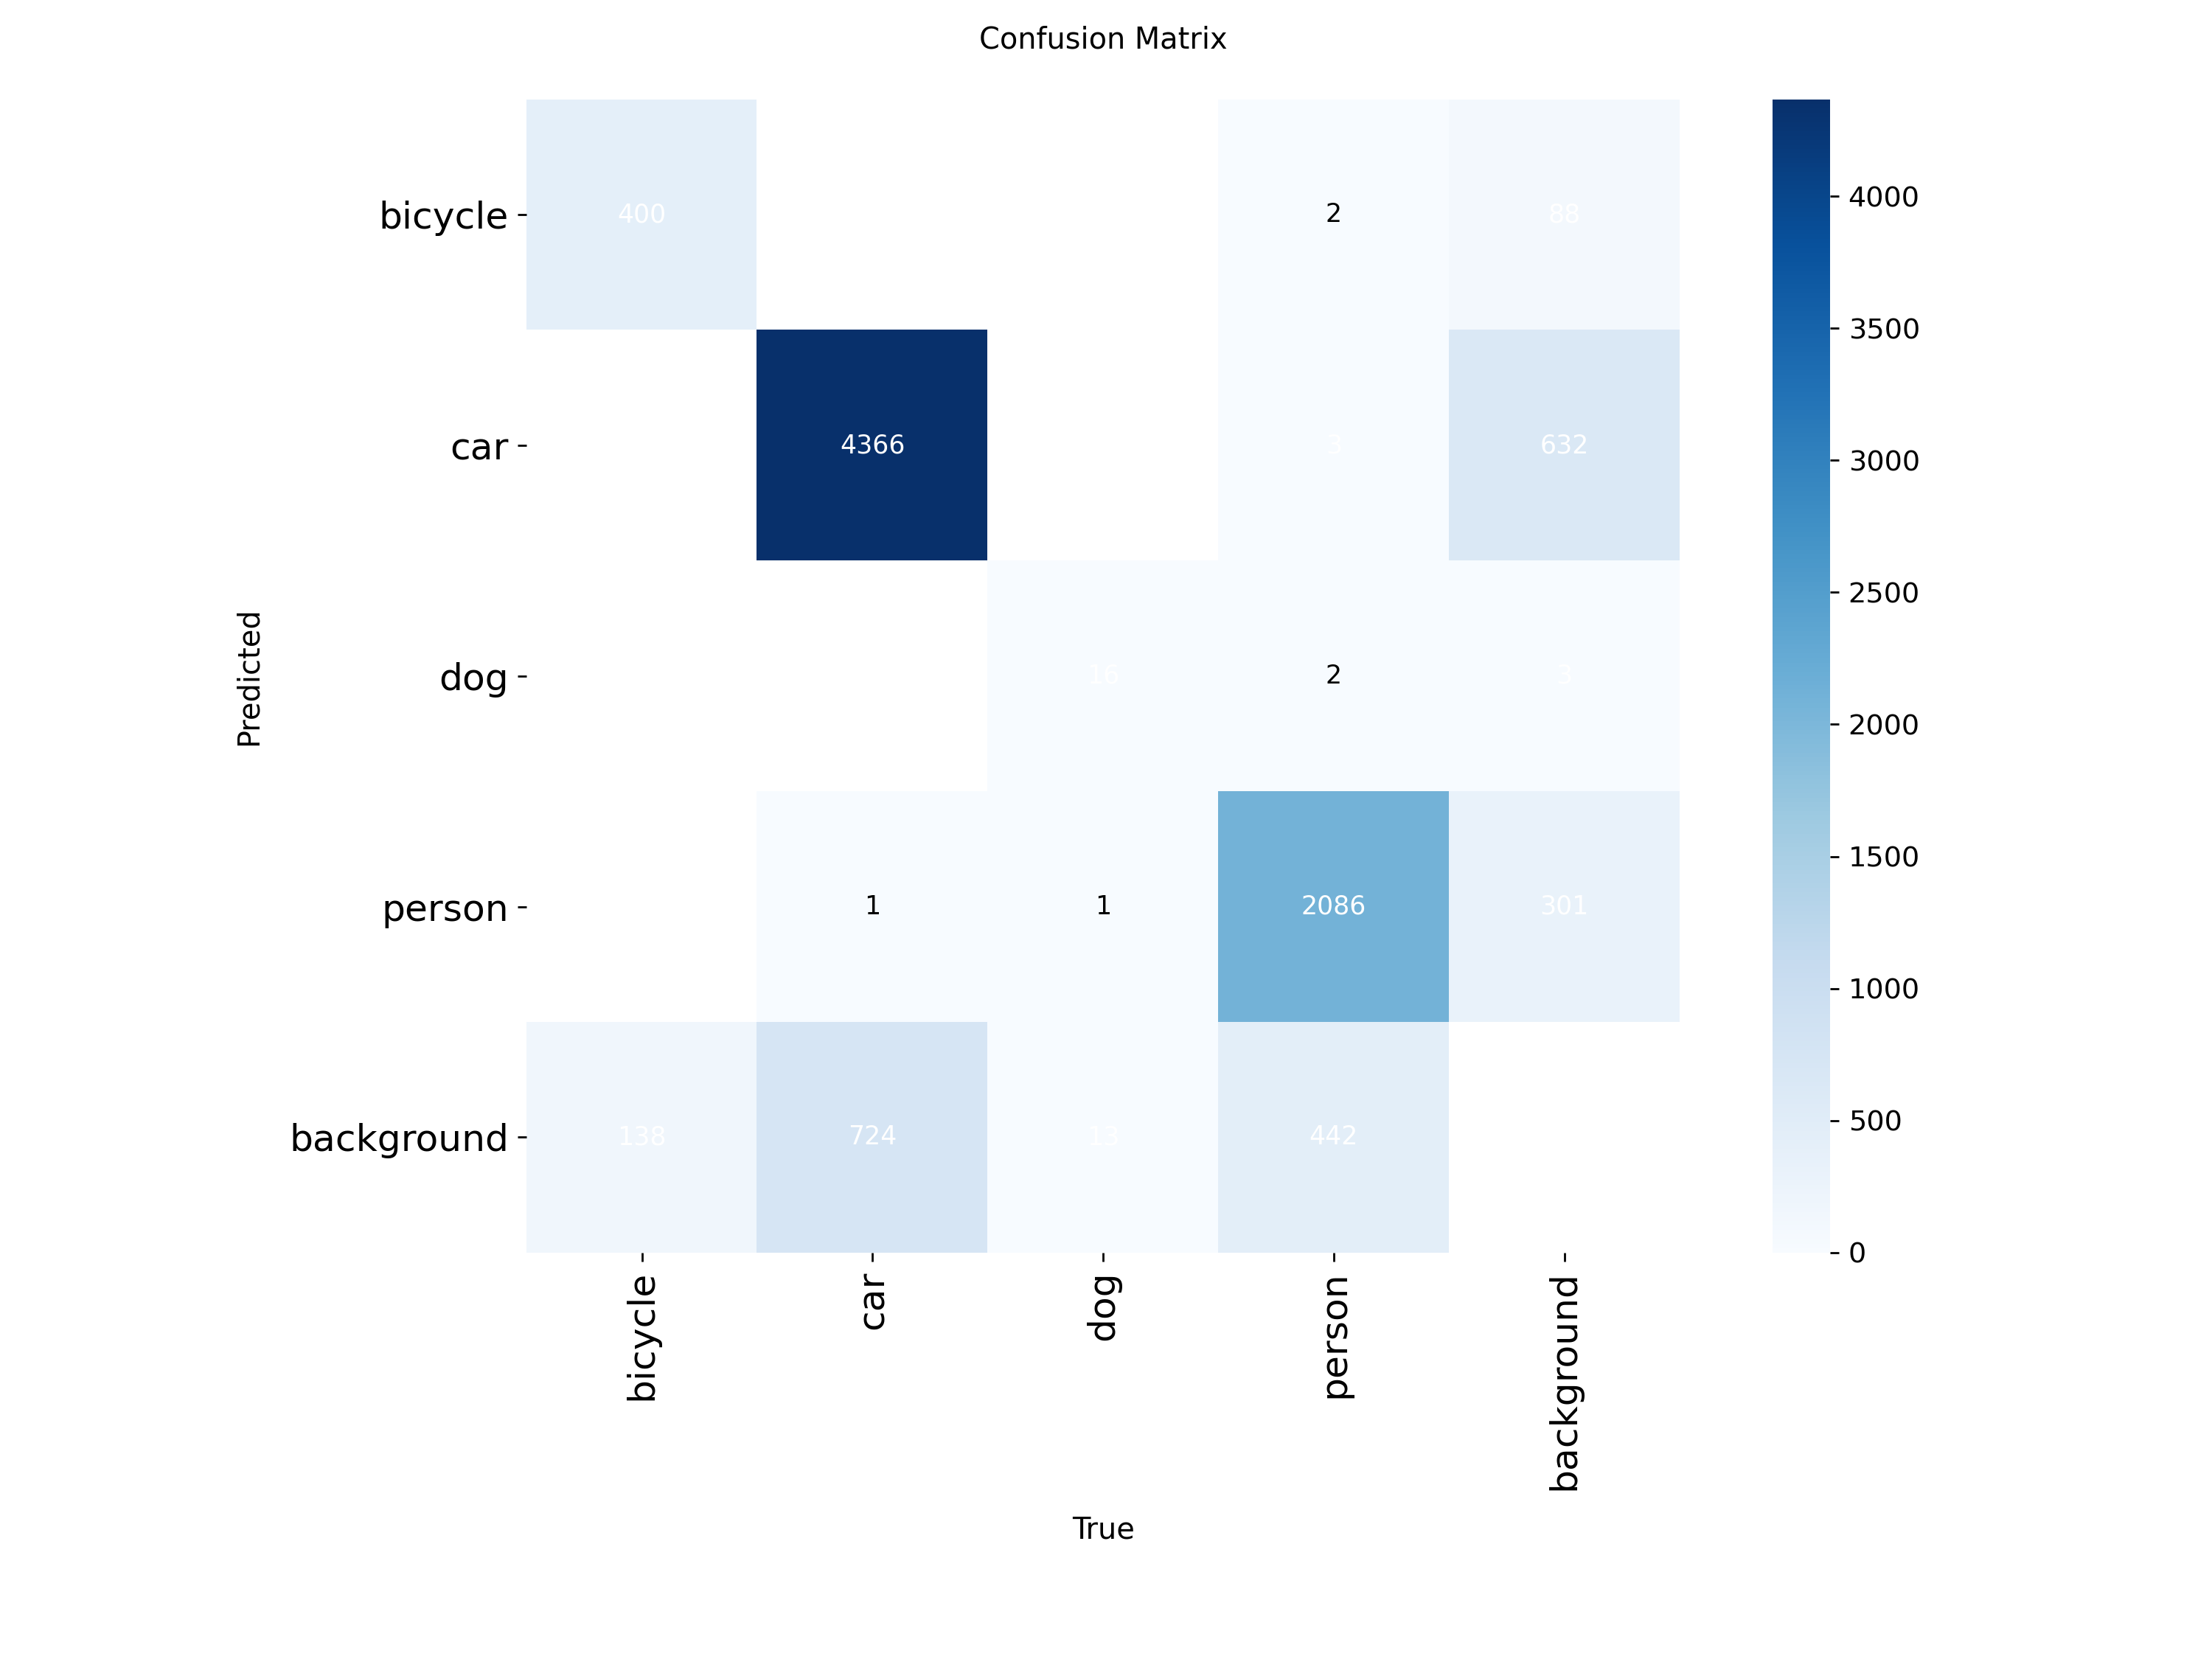 Confusion Matrix
bicycle 400 2 88
car 4366 3 632
dog 16 2 3
person 1 1 2086 301
background 138 724 13 442
Predicted
bicycle car dog person background
True
4000
3500
3000
2500
2000
1500
1000
500
0